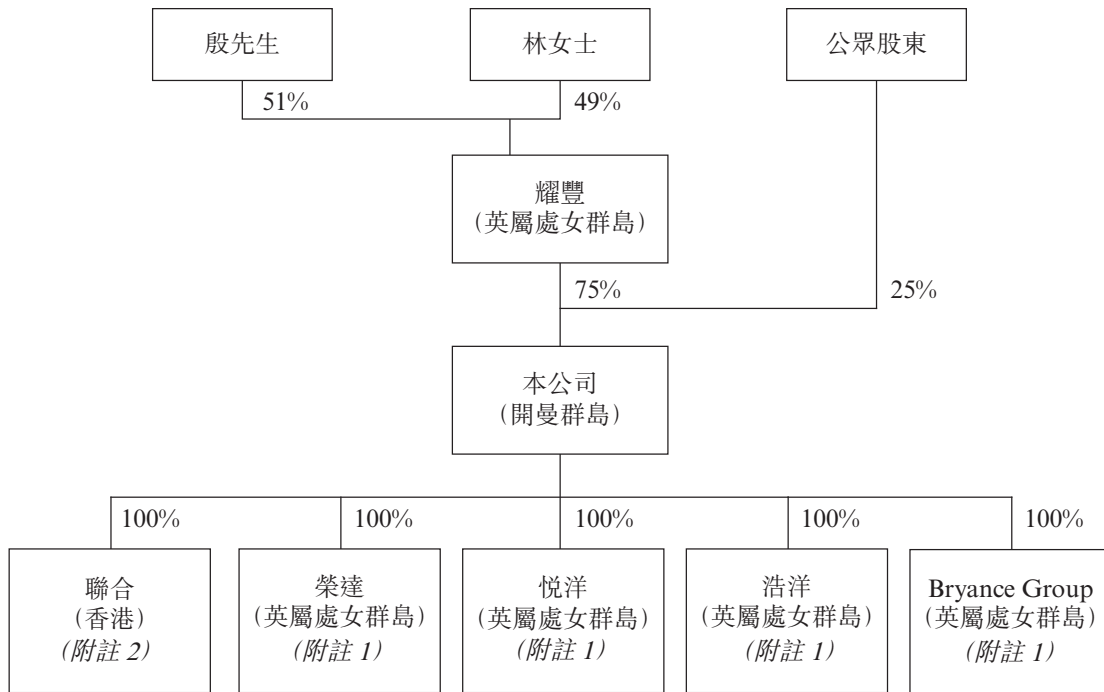 殷先生
林女士
公眾股東
51%
49%
耀豐
(英屬處女群島)
75%
25%
本公司
(開曼群島)
100%
100%
100%
100%
100%
聯合
(香港)
(附註 2)
榮達
(英屬處女群島)
(附註 1)
悦洋
(英屬處女群島)
(附註 1)
浩洋
(英屬處女群島)
(附註 1)
Bryance Group
(英屬處女群島)
(附註 1)